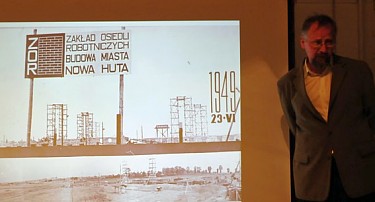 ZOR
ZAKŁAD OSIEDLI
ROBOTNICZYCH
BUDOWA MIASTA
NOWA HUTA
1949
23·VI